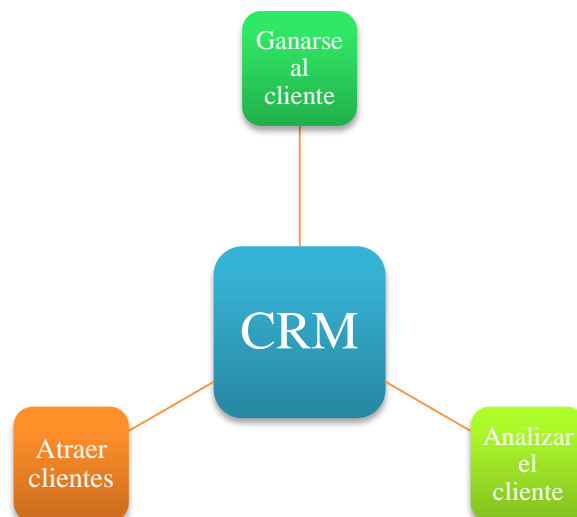 Ganarse
al
cliente
CRM
Atraer
clientes
Analizar
el
cliente